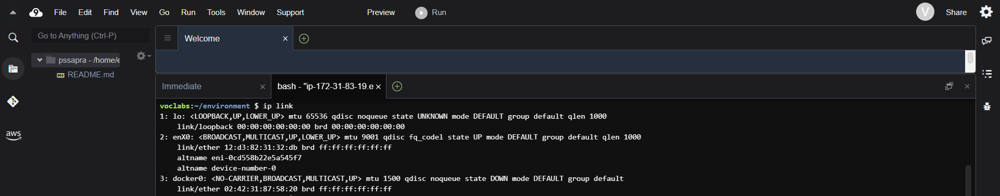 9 File Edit Find View Go Run Tools Window Support Preview Run V Share
Go to Anything (Ctrl-P)
Welcome
pssapra - /home/e
README.md
Immediate bash - "ip-172-31-83-19.e
voclabs:~/environment $ ip link
1: lo: <LOOPBACK,UP,LOWER_UP> mtu 65536 qdisc noqueue state UNKNOWN mode DEFAULT group default qlen 1000
link/loopback 00:00:00:00:00:00 brd 00:00:00:00:00:00
2: enX0: <BROADCAST,MULTICAST,UP,LOWER_UP> mtu 9001 qdisc fq_codel state UP mode DEFAULT group default qlen 1000
link/ether 12:d3:82:31:32:db brd ff:ff:ff:ff:ff:ff
altname eni-0cd558b22e5a545f7
altname device-number-0
3: docker0: <NO-CARRIER,BROADCAST,MULTICAST,UP> mtu 1500 qdisc noqueue state DOWN mode DEFAULT group default
link/ether 02:42:31:87:58:20 brd ff:ff:ff:ff:ff:ff
aws